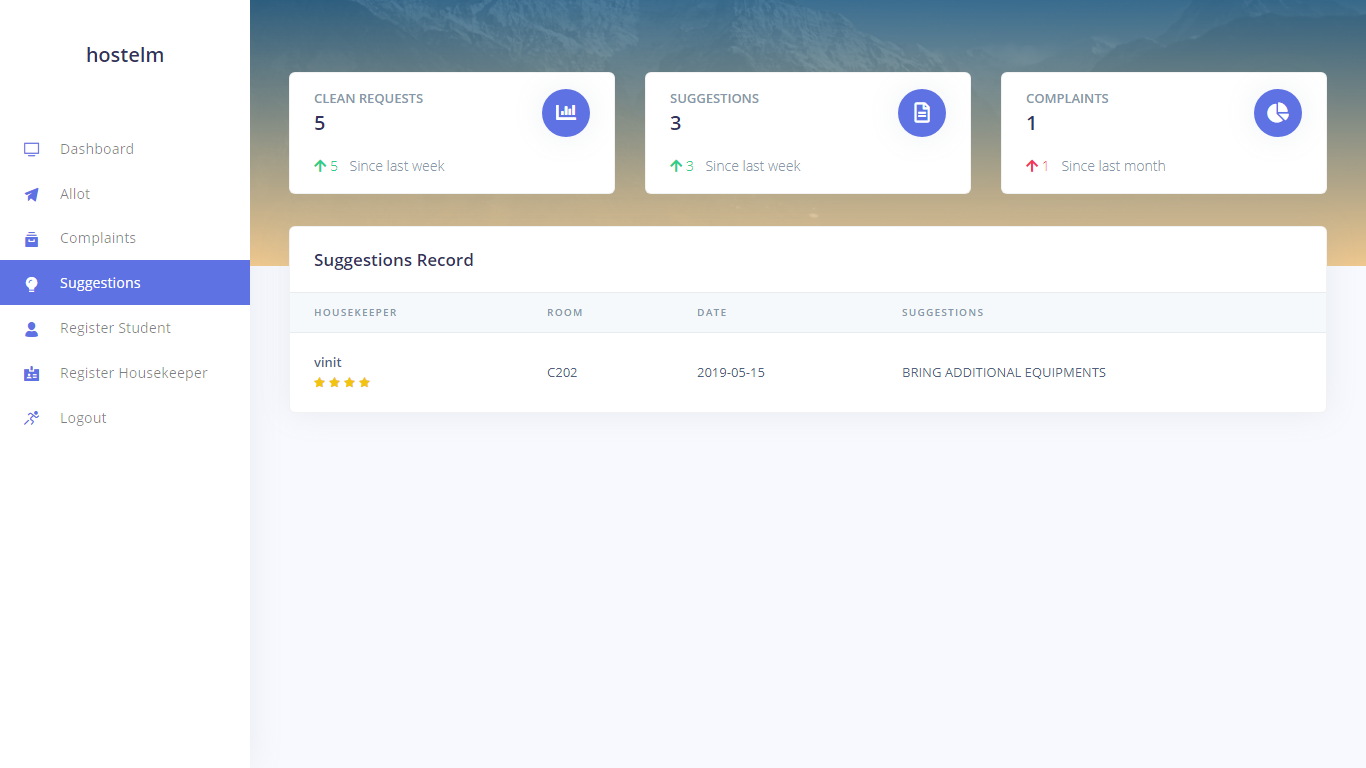 hostelm
Dashboard
Allot
Complaints
Suggestions
Register Student
Register Housekeeper
Logout
CLEAN REQUESTS
5
5 Since last week
SUGGESTIONS
3
3 Since last week
COMPLAINTS
1
1 Since last month
Suggestions Record
HOUSEKEEPER ROOM DATE SUGGESTIONS
vinit
C202 2019-05-15 BRING ADDITIONAL EQUIPMENTS